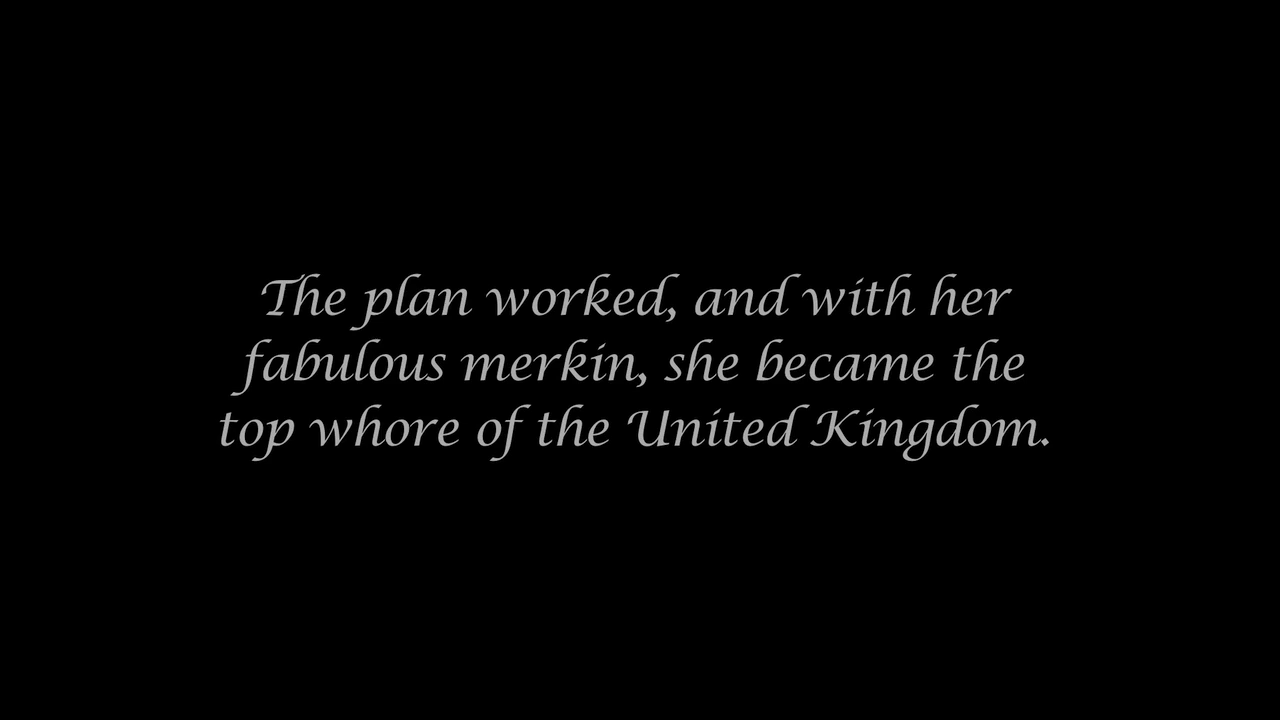 The plan worked, and with her
fabulous merkin, she became the
top whore of the United Kingdom.